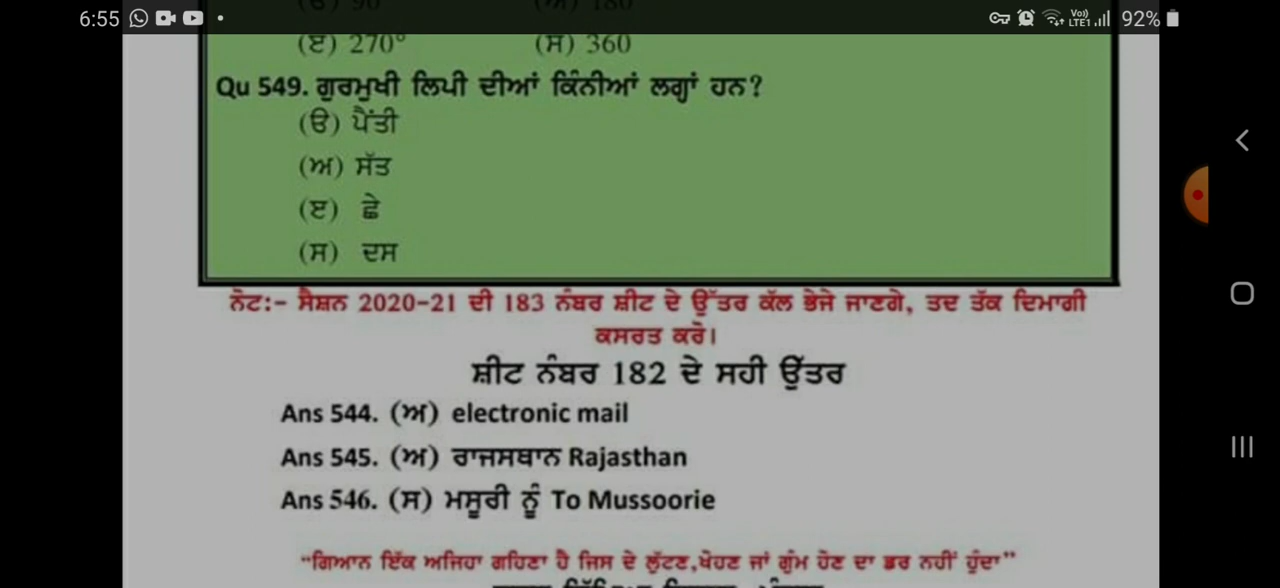 6:55
Vo)) LTE1 92%
(ੲ) 270° (ਸ) 360
Qu 549. ਗੁਰਮੁਖੀ ਲਿਪੀ ਦੀਆਂ ਕਿੰਨੀਆਂ ਲਗਾਂ ਹਨ?
(ੳ) ਪੈਂਤੀ
(ਅ) ਸੱਤ
(ੲ) ਛੇ
(ਸ) ਦਸ
ਨੋਟ:- ਸੈਸ਼ਨ 2020-21 ਦੀ 183 ਨੰਬਰ ਸ਼ੀਟ ਦੇ ਉੱਤਰ ਕੱਲ ਭੇਜੇ ਜਾਣਗੇ, ਤਦ ਤੱਕ ਦਿਮਾਗੀ
ਕਸਰਤ ਕਰੋ।
ਸ਼ੀਟ ਨੰਬਰ 182 ਦੇ ਸਹੀ ਉੱਤਰ
Ans 544. (ਅ) electronic mail
Ans 545. (ਅ) ਰਾਜਸਥਾਨ Rajasthan
Ans 546. (ਸ) ਮਸੂਰੀ ਨੂੰ To Mussoorie
“ਗਿਆਨ ਇੱਕ ਅਜਿਹਾ ਗਹਿਣਾ ਹੈ ਜਿਸ ਦੇ ਲੁੱਟਣ,ਖੋਹਣ ਜਾਂ ਗੁੰਮ ਹੋਣ ਦਾ ਡਰ ਨਹੀਂ ਹੁੰਦਾ”